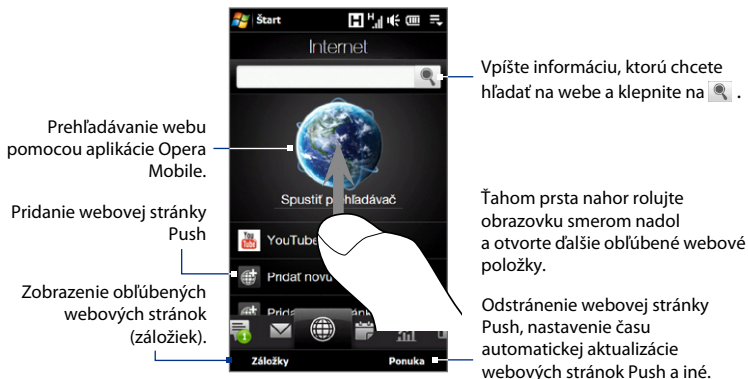 Štart
Internet
Vpíšte informáciu, ktorú chcete
hľadať na webe a klepnite na .
Prehľadávanie webu
pomocou aplikácie Opera
Mobile.
Spustiť prehľadávač
Pridanie webovej stránky
Push
You
Tube
YouTube
Ťahom prsta nahor rolujte
obrazovku smerom nadol
a otvorte ďalšie obľúbené webové
položky.
Pridať novú
Zobrazenie obľúbených
webových stránok
(záložiek).
Odstránenie webovej stránky
Push, nastavenie času
automatickej aktualizácie
webových stránok Push a iné.
1
Záložky
Ponuka